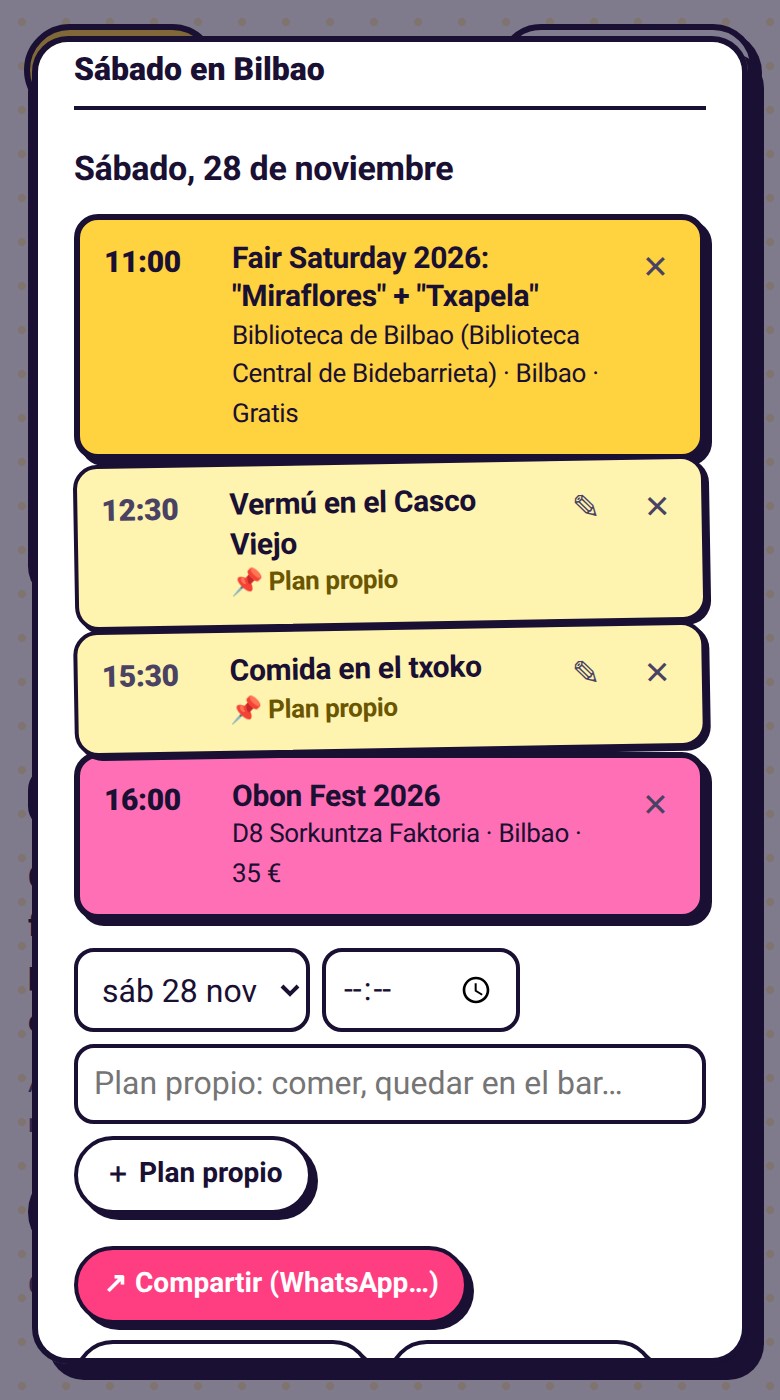 Sábado en Bilbao
Sábado, 28 de noviembre
11:00
Fair Saturday 2026:
"Miraflores" + "Txapela"
Biblioteca de Bilbao (Biblioteca
Central de Bidebarrieta) · Bilbao ·
Gratis
12:30
Vermú en el Casco
Viejo
📌 Plan propio
15:30
Comida en el txoko
📌 Plan propio
16:00
Obon Fest 2026
D8 Sorkuntza Faktoria · Bilbao ·
35 €
sáb 28 nov
--:--
Plan propio: comer, quedar en el bar...
+ Plan propio
↗ Compartir (WhatsApp...)